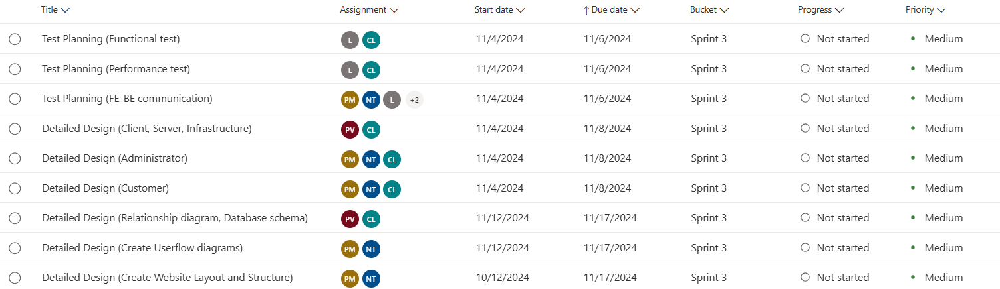 Title Assignment Start date ↑ Due date Bucket Progress Priority
Test Planning (Functional test) L CL 11/4/2024 11/6/2024 Sprint 3 Not started Medium
Test Planning (Performance test) L CL 11/4/2024 11/6/2024 Sprint 3 Not started Medium
Test Planning (FE-BE communication) PM NT L +2 11/4/2024 11/6/2024 Sprint 3 Not started Medium
Detailed Design (Client, Server, Infrastructure) PV CL 11/4/2024 11/8/2024 Sprint 3 Not started Medium
Detailed Design (Administrator) PM NT CL 11/4/2024 11/8/2024 Sprint 3 Not started Medium
Detailed Design (Customer) PM NT CL 11/4/2024 11/8/2024 Sprint 3 Not started Medium
Detailed Design (Relationship diagram, Database schema) PV CL 11/12/2024 11/17/2024 Sprint 3 Not started Medium
Detailed Design (Create Userflow diagrams) PM NT 11/12/2024 11/17/2024 Sprint 3 Not started Medium
Detailed Design (Create Website Layout and Structure) PM NT 10/12/2024 11/17/2024 Sprint 3 Not started Medium